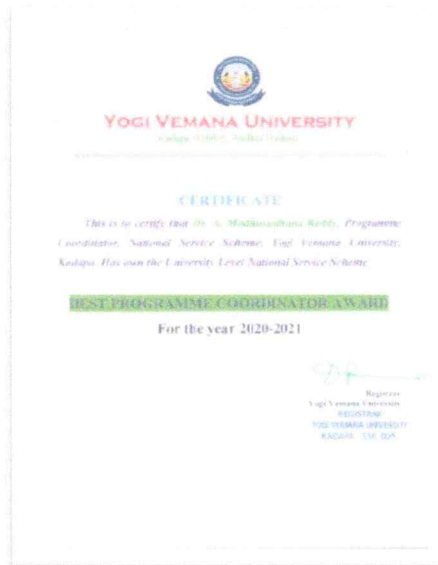 YOGI VEMANA UNIVERSITY
CERTIFICATE
This is to certify that Dr. A. Madhusudhana Reddy, Programme
Coordinator, National Service Scheme, Yogi Vemana University,
Kadapa. Has own the University Level National Service Scheme
BEST PROGRAMME COORDINATOR AWARD
For the year 2020-2021
Registrar
Yogi Vemana University
REGISTRAR
YOGI VEMANA UNIVERSITY
KADAPA